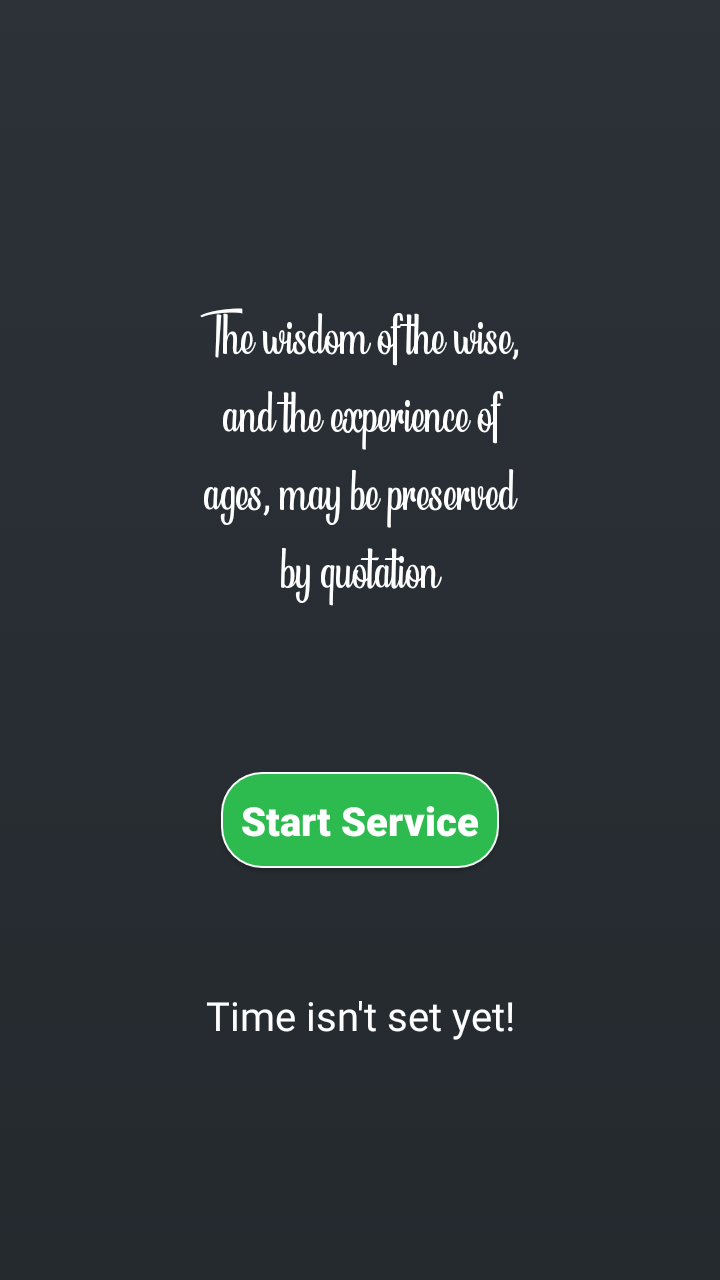 The wisdom of the wise,
and the experience of
ages, may be preserved
by quotation
Start Service
Time isn't set yet!